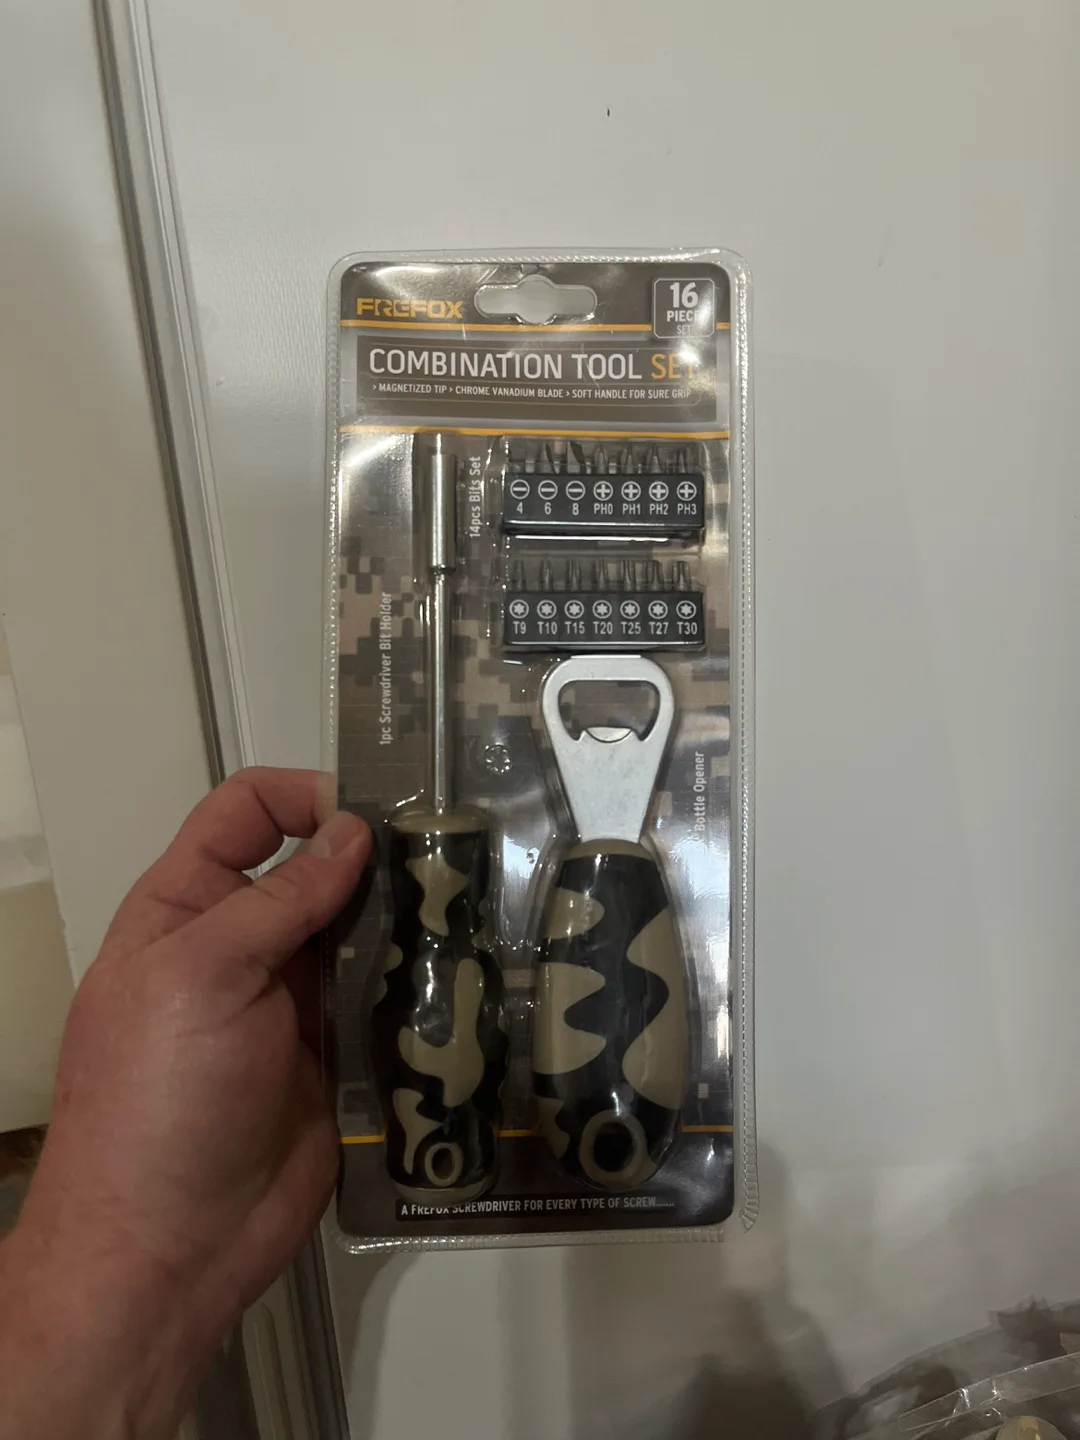 FREFOX
16
PIECE
SET
COMBINATION TOOL SET
> MAGNETIZED TIP > CHROME VANADIUM BLADE > SOFT HANDLE FOR SURE GRIP
14pcs Bits Set
4 6 8 PH0 PH1 PH2 PH3
T9 T10 T15 T20 T25 T27 T30
1pc Screwdriver Bit Holder
Bottle Opener
A FREFOX SCREWDRIVER FOR EVERY TYPE OF SCREW......